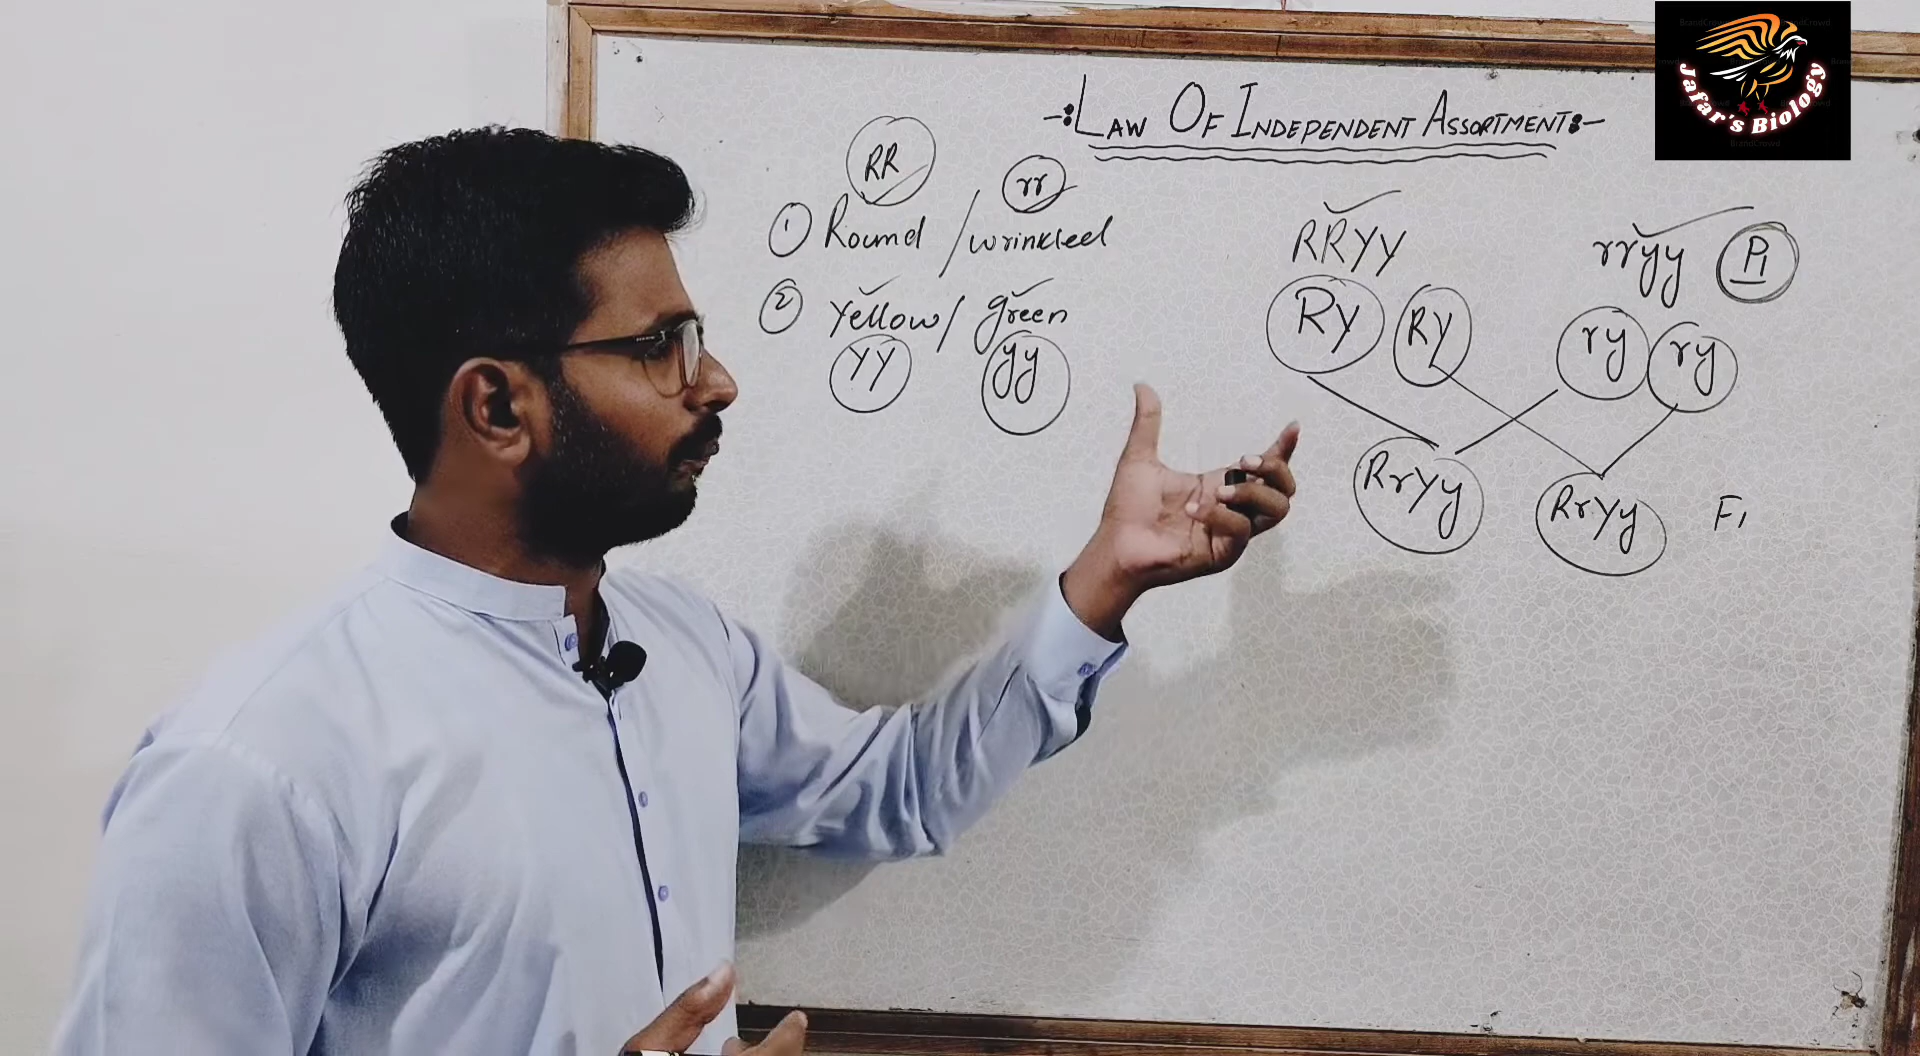 -:LAW OF INDEPENDENT ASSORTMENT:-
RR
rr
① Round / wrinkled
② Yellow / green
YY
yy
RRYY
rryy P1
RY RY ry ry
RrYy RrYy F1
Jafar's Biology